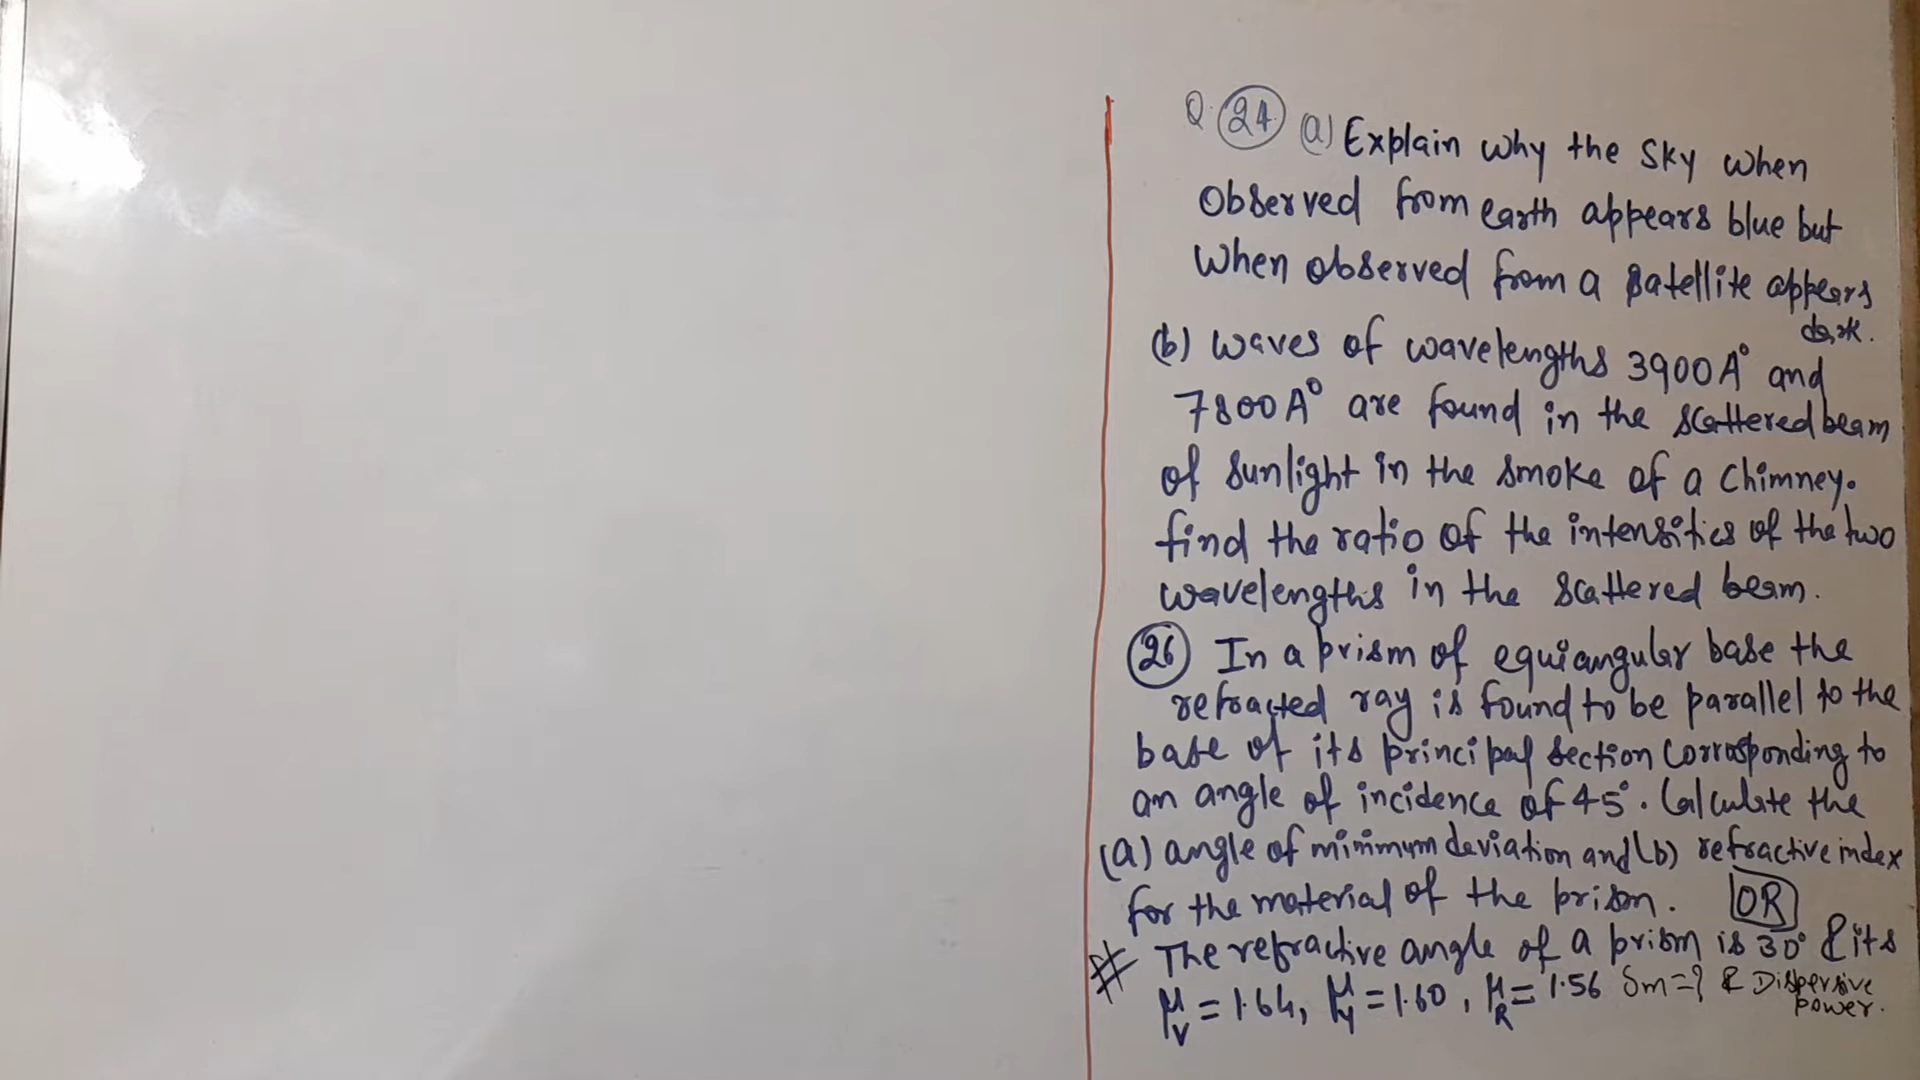 Q. 24 (a) Explain why the sky when
observed from earth appears blue but
when observed from a satellite appears
dark.
(b) waves of wavelengths 3900 A° and
7800 A° are found in the scattered beam
of sunlight in the smoke of a chimney.
find the ratio of the intensities of the two
wavelengths in the scattered beam.
26 In a prism of equiangular base the
refracted ray is found to be parallel to the
base of its principal section corrosponding to
an angle of incidence of 45°. Calculate the
(a) angle of minimum deviation and (b) refractive index
for the material of the prism. OR
# The refractive angle of a prism is 30° & its
μV = 1.64, μY = 1.60, μR = 1.56 δm = ? & Dispersive
power.